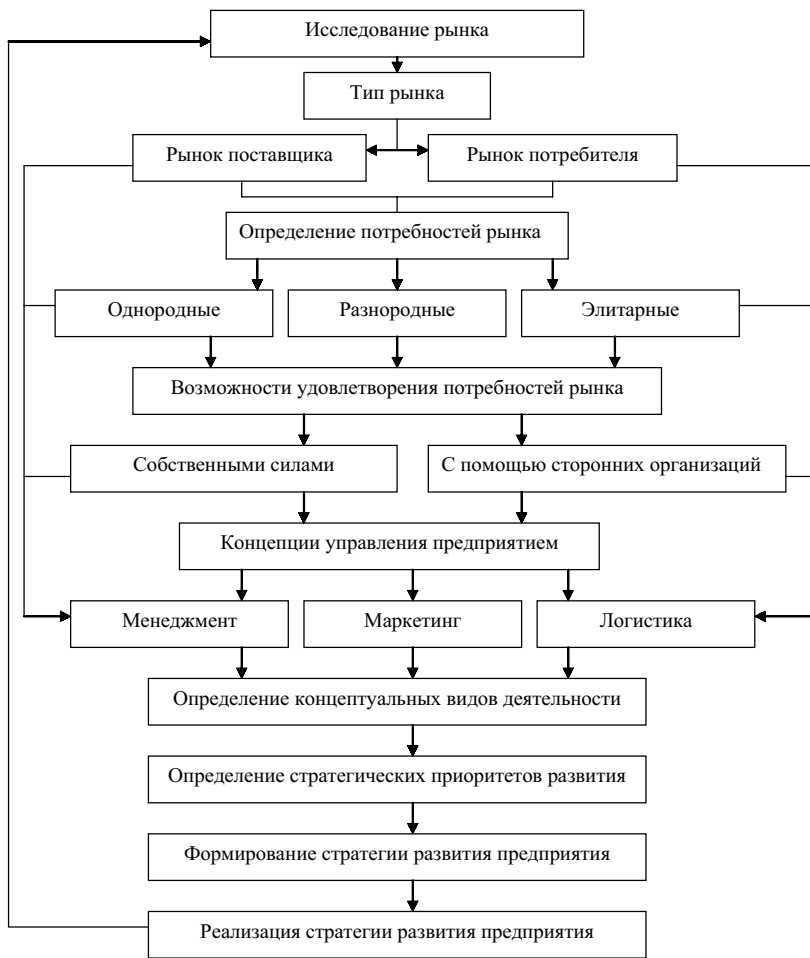 Исследование рынка
Тип рынка
Рынок поставщика
Рынок потребителя
Определение потребностей рынка
Однородные
Разнородные
Элитарные
Возможности удовлетворения потребностей рынка
Собственными силами
С помощью сторонних организаций
Концепции управления предприятием
Менеджмент
Маркетинг
Логистика
Определение концептуальных видов деятельности
Определение стратегических приоритетов развития
Формирование стратегии развития предприятия
Реализация стратегии развития предприятия